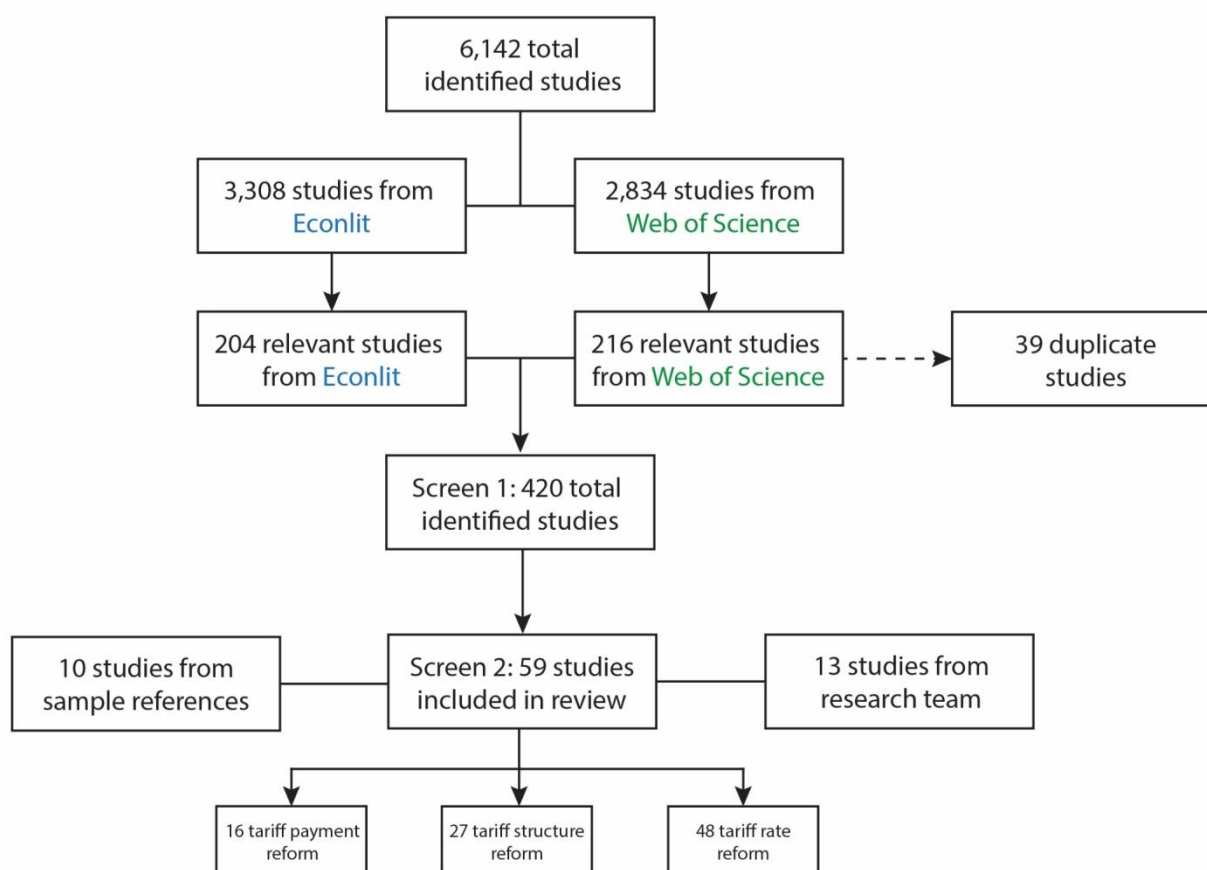 6,142 total
identified studies
3,308 studies from
Econlit
2,834 studies from
Web of Science
204 relevant studies
from Econlit
216 relevant studies
from Web of Science
39 duplicate
studies
Screen 1: 420 total
identified studies
10 studies from
sample references
Screen 2: 59 studies
included in review
13 studies from
research team
16 tariff payment
reform
27 tariff structure
reform
48 tariff rate
reform